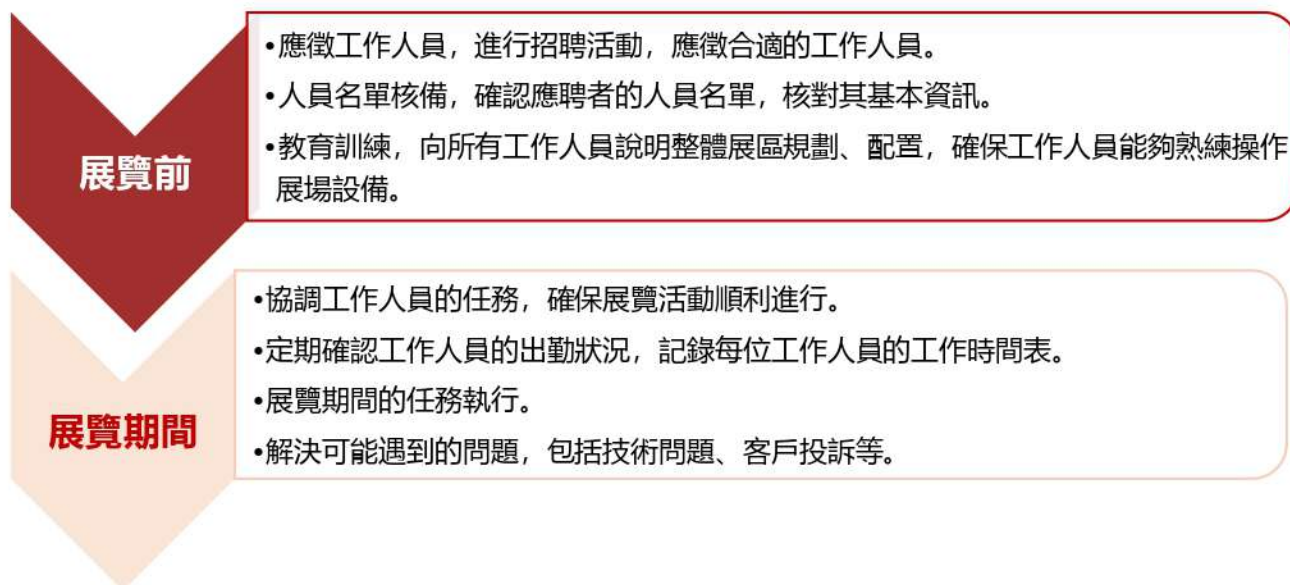 展覽前
•應徵工作人員，進行招聘活動，應徵合適的工作人員。
•人員名單核備，確認應聘者的人員名單，核對其基本資訊。
•教育訓練，向所有工作人員說明整體展區規劃、配置，確保工作人員能夠熟練操作
展場設備。
展覽期間
•協調工作人員的任務，確保展覽活動順利進行。
•定期確認工作人員的出勤狀況，記錄每位工作人員的工作時間表。
•展覽期間的任務執行。
•解決可能遇到的問題，包括技術問題、客戶投訴等。